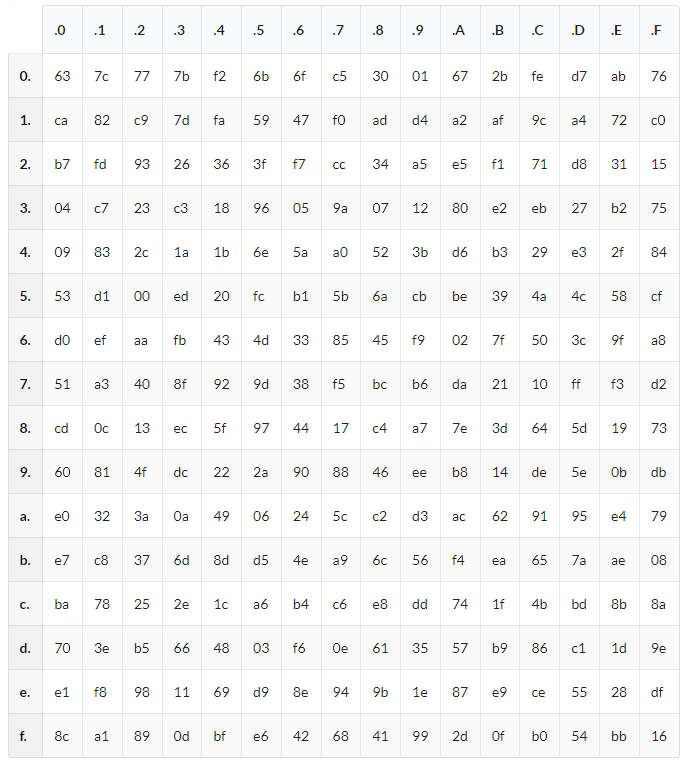 .0 .1 .2 .3 .4 .5 .6 .7 .8 .9 .A .B .C .D .E .F
0. 63 7c 77 7b f2 6b 6f c5 30 01 67 2b fe d7 ab 76
1. ca 82 c9 7d fa 59 47 f0 ad d4 a2 af 9c a4 72 c0
2. b7 fd 93 26 36 3f f7 cc 34 a5 e5 f1 71 d8 31 15
3. 04 c7 23 c3 18 96 05 9a 07 12 80 e2 eb 27 b2 75
4. 09 83 2c 1a 1b 6e 5a a0 52 3b d6 b3 29 e3 2f 84
5. 53 d1 00 ed 20 fc b1 5b 6a cb be 39 4a 4c 58 cf
6. d0 ef aa fb 43 4d 33 85 45 f9 02 7f 50 3c 9f a8
7. 51 a3 40 8f 92 9d 38 f5 bc b6 da 21 10 ff f3 d2
8. cd 0c 13 ec 5f 97 44 17 c4 a7 7e 3d 64 5d 19 73
9. 60 81 4f dc 22 2a 90 88 46 ee b8 14 de 5e 0b db
a. e0 32 3a 0a 49 06 24 5c c2 d3 ac 62 91 95 e4 79
b. e7 c8 37 6d 8d d5 4e a9 6c 56 f4 ea 65 7a ae 08
c. ba 78 25 2e 1c a6 b4 c6 e8 dd 74 1f 4b bd 8b 8a
d. 70 3e b5 66 48 03 f6 0e 61 35 57 b9 86 c1 1d 9e
e. e1 f8 98 11 69 d9 8e 94 9b 1e 87 e9 ce 55 28 df
f. 8c a1 89 0d bf e6 42 68 41 99 2d 0f b0 54 bb 16